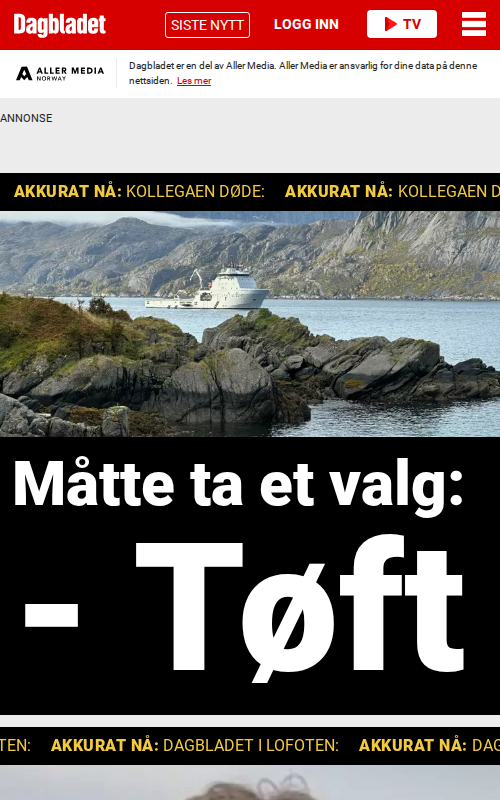 Dagbladet
SISTE NYTT
LOGG INN
TV
ALLER MEDIA
NORWAY
Dagbladet er en del av Aller Media. Aller Media er ansvarlig for dine data på denne
nettsiden. Les mer
ANNONSE
AKKURAT NÅ: KOLLEGAEN DØDE: AKKURAT NÅ: KOLLEGAEN D
Måtte ta et valg:
- Tøft
TEN: AKKURAT NÅ: DAGBLADET I LOFOTEN: AKKURAT NÅ: DAG